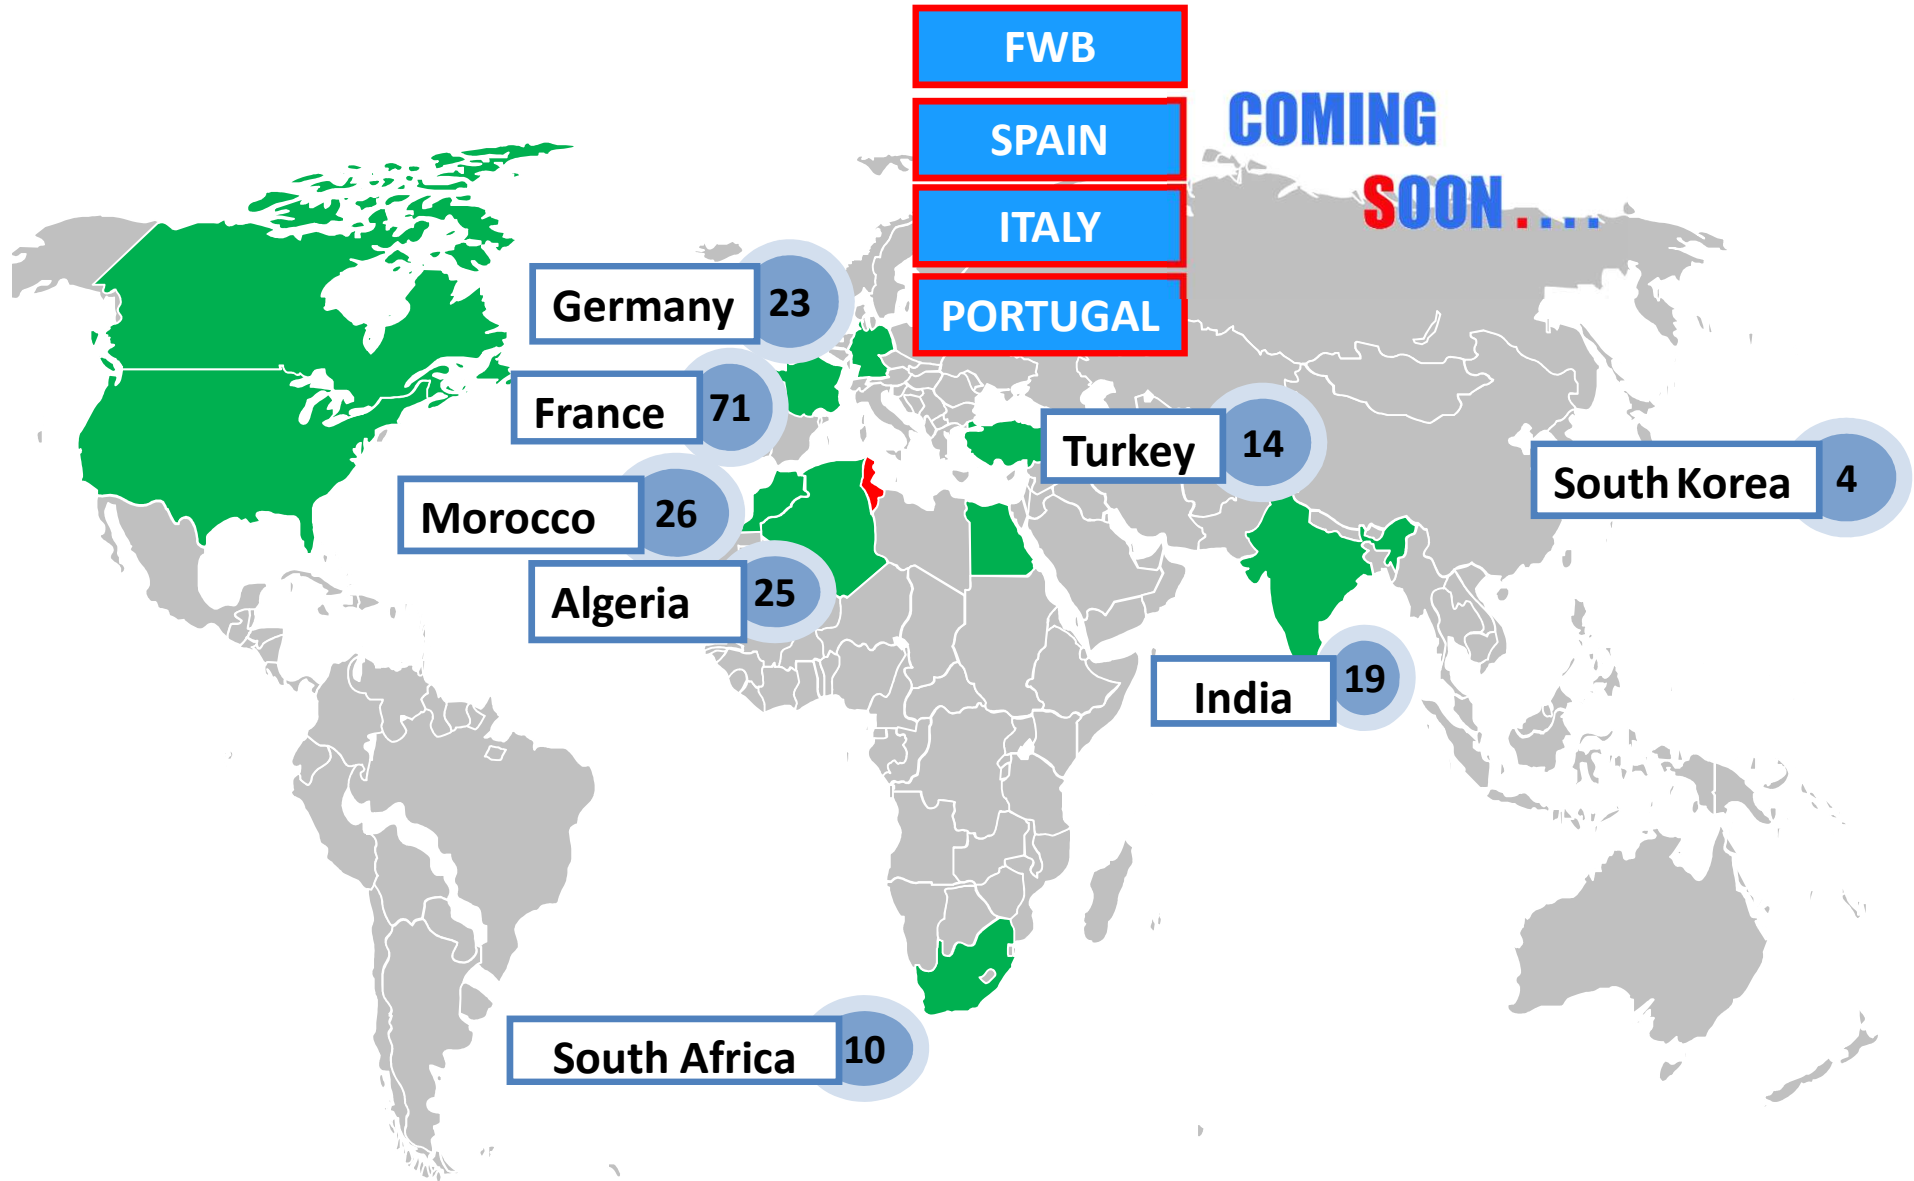 FWB
SPAIN
ITALY
PORTUGAL
COMING
SOON....
Germany 23
France 71
Morocco 26
Algeria 25
Turkey 14
South Korea 4
India 19
South Africa 10